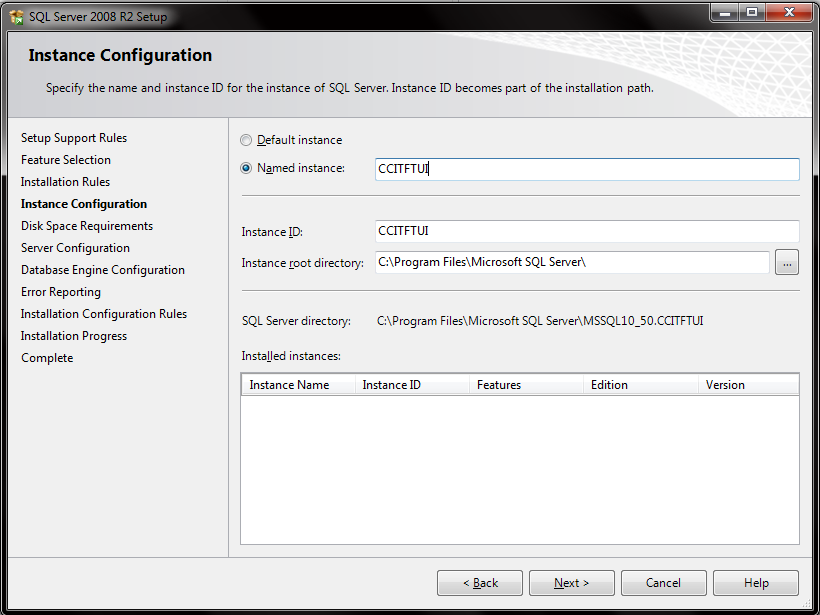 SQL Server 2008 R2 Setup
Instance Configuration
Specify the name and instance ID for the instance of SQL Server. Instance ID becomes part of the installation path.
Setup Support Rules
Feature Selection
Installation Rules
Instance Configuration
Disk Space Requirements
Server Configuration
Database Engine Configuration
Error Reporting
Installation Configuration Rules
Installation Progress
Complete
Default instance
Named instance: CCITFTUI
Instance ID: CCITFTUI
Instance root directory: C:\Program Files\Microsoft SQL Server\ ...
SQL Server directory: C:\Program Files\Microsoft SQL Server\MSSQL10_50.CCITFTUI
Installed instances:
Instance Name Instance ID Features Edition Version
< Back Next > Cancel Help